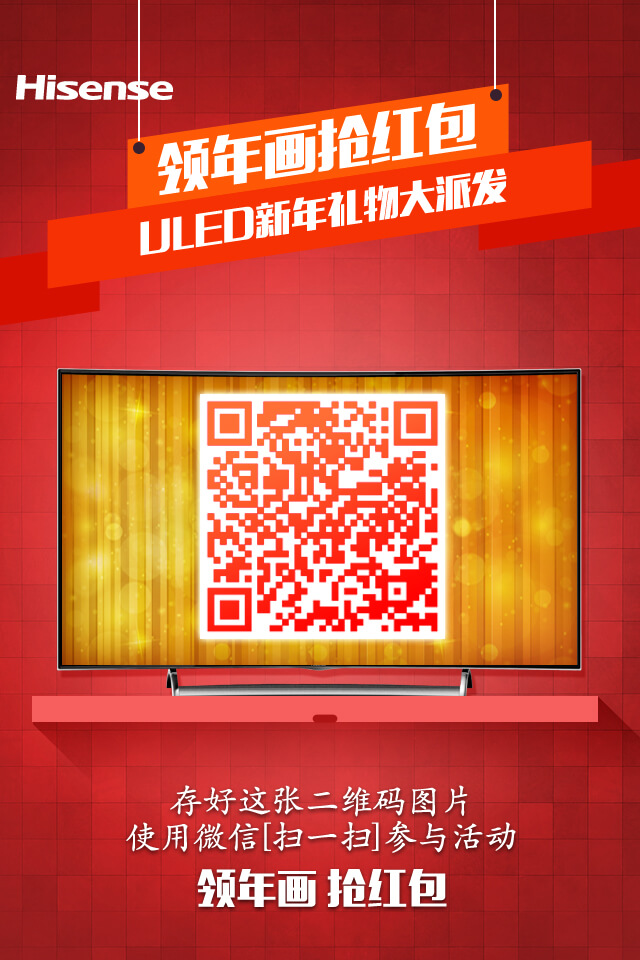 Hisense
领年画抢红包
ULED新年礼物大派发
存好这张二维码图片
使用微信[扫一扫]参与活动
领年画 抢红包